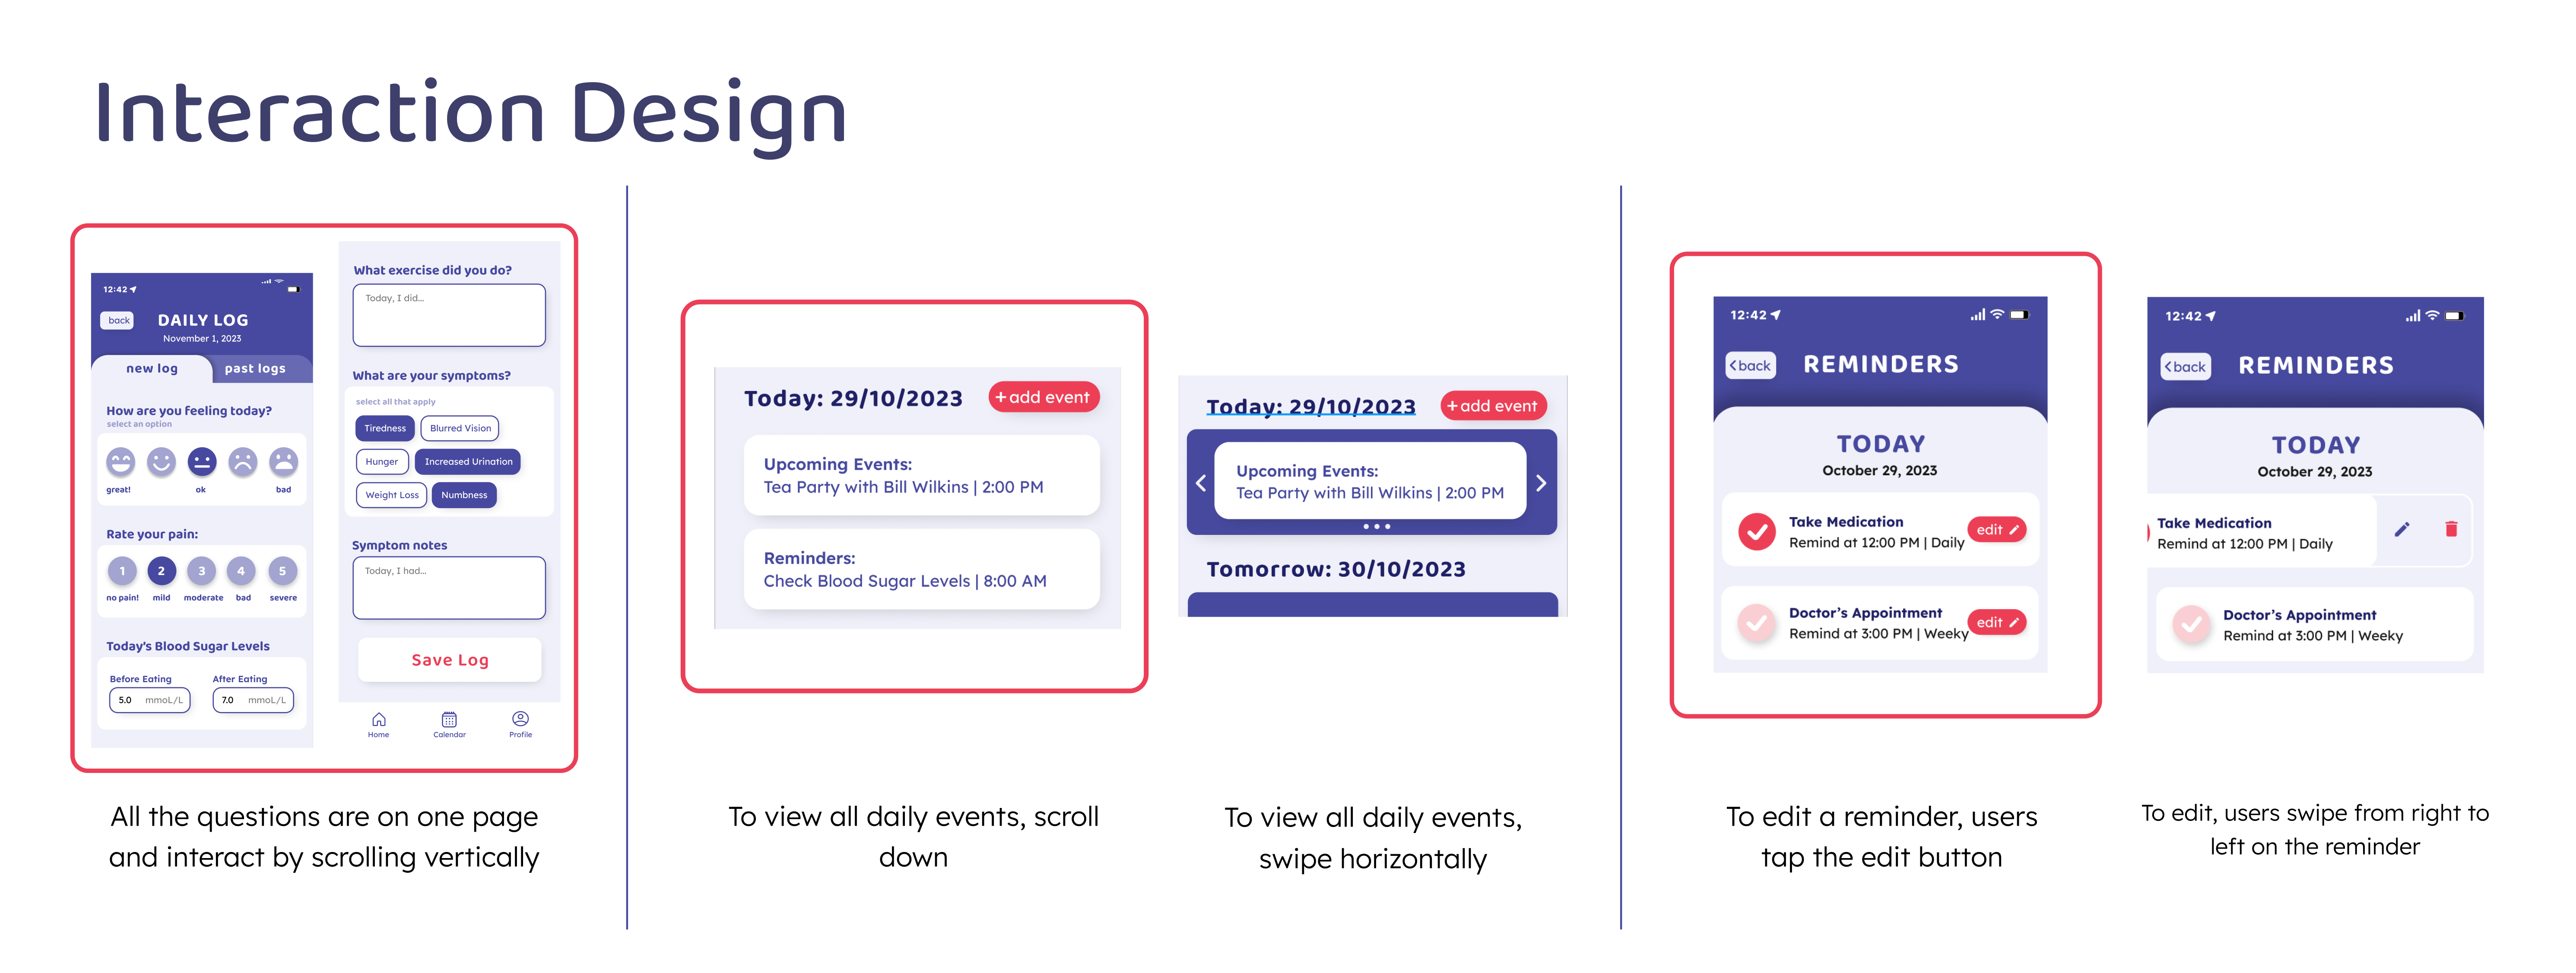 Interaction Design
12:42
back
DAILY LOG
November 1, 2023
new log
past logs
How are you feeling today?
select an option
great!
ok
bad
Rate your pain:
1 2 3 4 5
no pain! mild moderate bad severe
Today's Blood Sugar Levels
Before Eating After Eating
5.0 mmoL/L 7.0 mmoL/L
What exercise did you do?
Today, I did...
What are your symptoms?
select all that apply
Tiredness Blurred Vision
Hunger Increased Urination
Weight Loss Numbness
Symptom notes
Today, I had...
Save Log
Home Calendar Profile
All the questions are on one page
and interact by scrolling vertically
Today: 29/10/2023 +add event
Upcoming Events:
Tea Party with Bill Wilkins | 2:00 PM
Reminders:
Check Blood Sugar Levels | 8:00 AM
To view all daily events, scroll
down
Today: 29/10/2023 +add event
Upcoming Events:
Tea Party with Bill Wilkins | 2:00 PM
Tomorrow: 30/10/2023
To view all daily events,
swipe horizontally
12:42
<back REMINDERS
TODAY
October 29, 2023
Take Medication
Remind at 12:00 PM | Daily
edit
Doctor's Appointment
Remind at 3:00 PM | Weeky
edit
To edit a reminder, users
tap the edit button
12:42
<back REMINDERS
TODAY
October 29, 2023
Take Medication
Remind at 12:00 PM | Daily
Doctor's Appointment
Remind at 3:00 PM | Weeky
To edit, users swipe from right to
left on the reminder